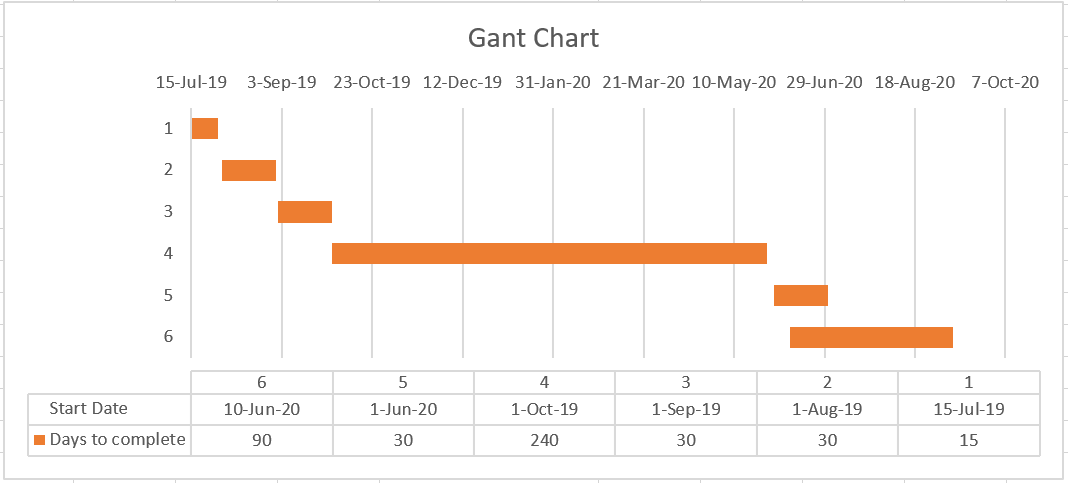 Gant Chart
15-Jul-19 3-Sep-19 23-Oct-19 12-Dec-19 31-Jan-20 21-Mar-20 10-May-20 29-Jun-20 18-Aug-20 7-Oct-20
1
2
3
4
5
6
6 5 4 3 2 1
Start Date 10-Jun-20 1-Jun-20 1-Oct-19 1-Sep-19 1-Aug-19 15-Jul-19
Days to complete 90 30 240 30 30 15